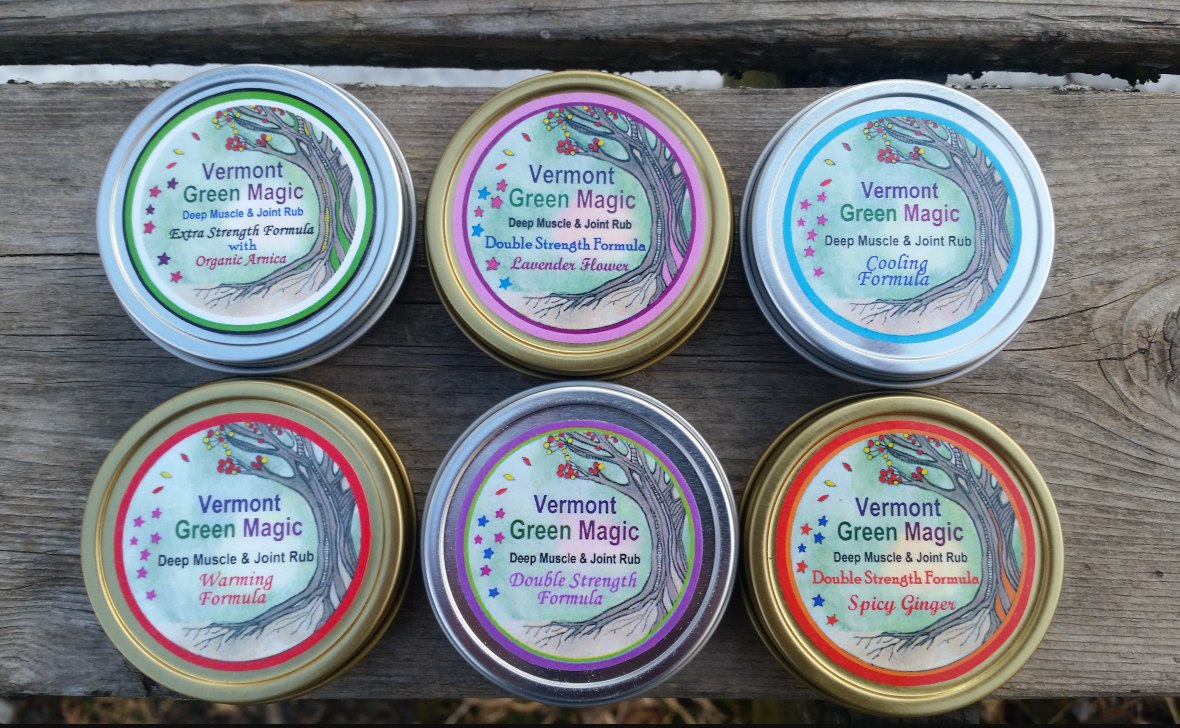 Vermont
Green Magic
Deep Muscle & Joint Rub
Extra Strength Formula
with
Organic Arnica
Vermont
Green Magic
Deep Muscle & Joint Rub
Double Strength Formula
Lavender Flower
Vermont
Green Magic
Deep Muscle & Joint Rub
Cooling
Formula
Vermont
Green Magic
Deep Muscle & Joint Rub
Warming
Formula
Vermont
Green Magic
Deep Muscle & Joint Rub
Double Strength
Formula
Vermont
Green Magic
Deep Muscle & Joint Rub
Double Strength Formula
Spicy Ginger